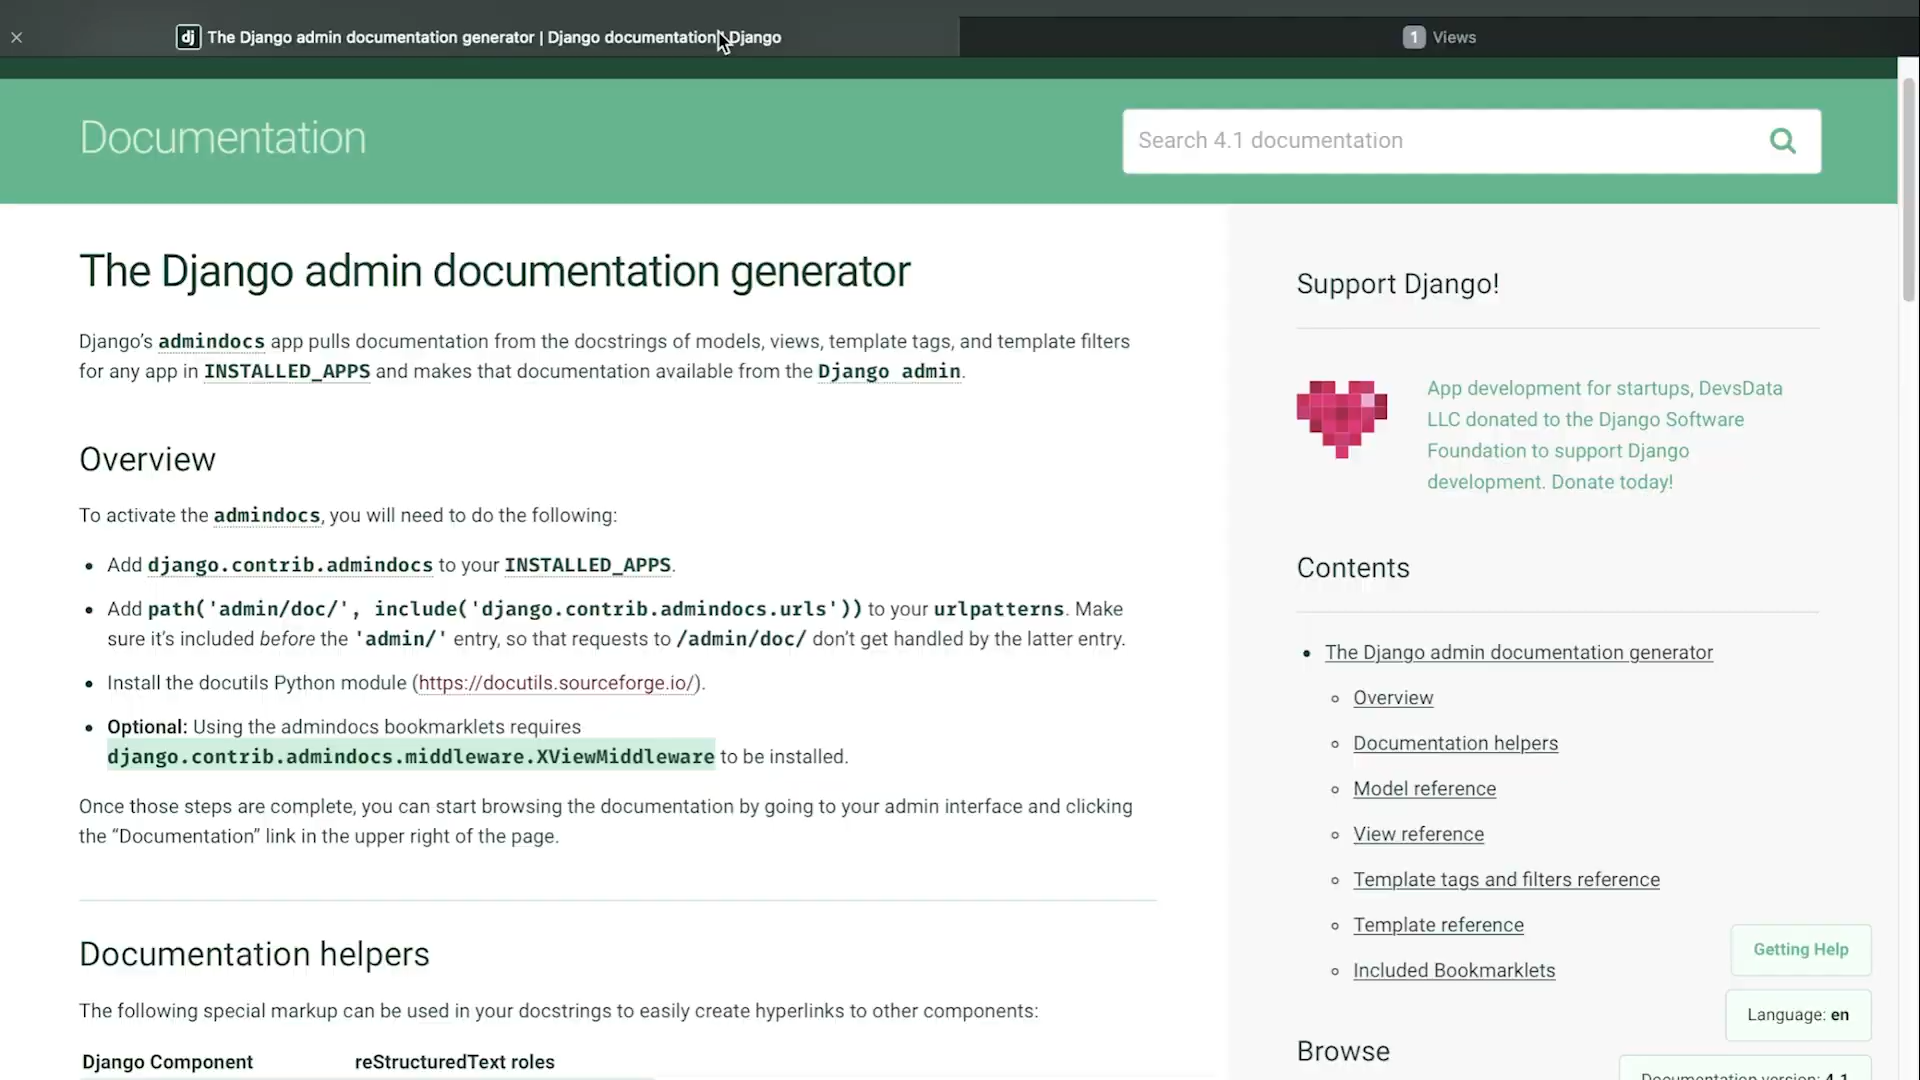 dj The Django admin documentation generator | Django documentation | Django
1 Views
Documentation
Search 4.1 documentation
The Django admin documentation generator
Django’s admindocs app pulls documentation from the docstrings of models, views, template tags, and template filters
for any app in INSTALLED_APPS and makes that documentation available from the Django admin.
Overview
To activate the admindocs, you will need to do the following:
• Add django.contrib.admindocs to your INSTALLED_APPS.
• Add path('admin/doc/', include('django.contrib.admindocs.urls')) to your urlpatterns. Make
sure it’s included before the 'admin/' entry, so that requests to /admin/doc/ don’t get handled by the latter entry.
• Install the docutils Python module (https://docutils.sourceforge.io/).
• Optional: Using the admindocs bookmarklets requires
django.contrib.admindocs.middleware.XViewMiddleware to be installed.
Once those steps are complete, you can start browsing the documentation by going to your admin interface and clicking
the “Documentation” link in the upper right of the page.
Documentation helpers
The following special markup can be used in your docstrings to easily create hyperlinks to other components:
Django Component reStructuredText roles
Support Django!
App development for startups, DevsData
LLC donated to the Django Software
Foundation to support Django
development. Donate today!
Contents
• The Django admin documentation generator
◦ Overview
◦ Documentation helpers
◦ Model reference
◦ View reference
◦ Template tags and filters reference
◦ Template reference
◦ Included Bookmarklets
Browse
Getting Help
Language: en
Documentation version: 4.1